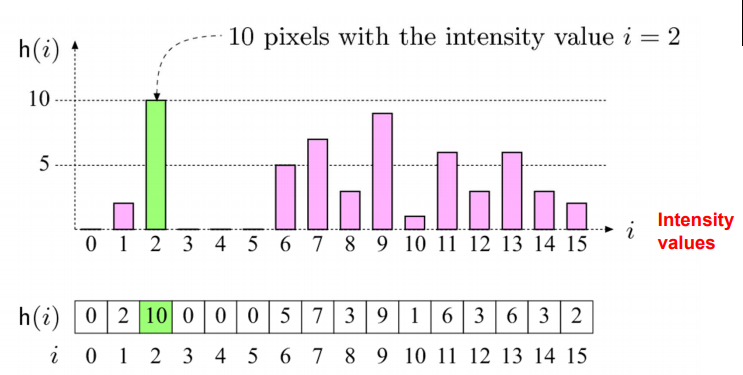 10 pixels with the intensity value i = 2
h(i)
10
5
0 1 2 3 4 5 6 7 8 9 10 11 12 13 14 15 i
Intensity values
h(i) 0 2 10 0 0 0 5 7 3 9 1 6 3 6 3 2
i 0 1 2 3 4 5 6 7 8 9 10 11 12 13 14 15